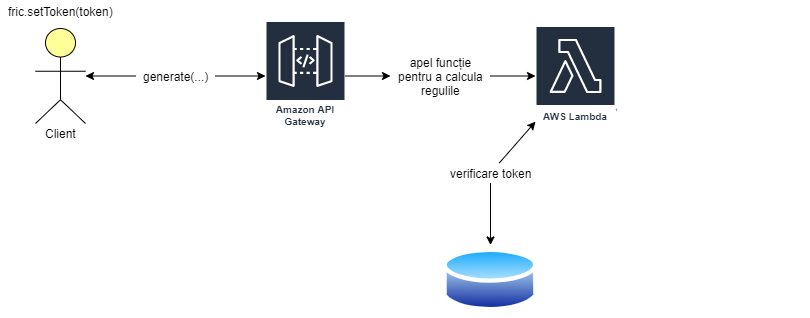 fric.setToken(token)
generate(...)
Client
Amazon API
Gateway
apel funcție
pentru a calcula
regulile
AWS Lambda
verificare token